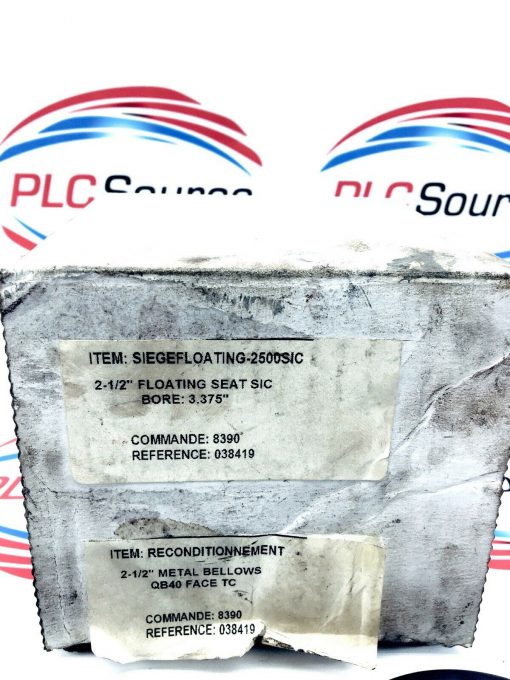 PLC Source
PLC Sour
ITEM: SIEGEFLOATING-2500SIC
2-1/2" FLOATING SEAT SIC
BORE: 3.375"
COMMANDE: 8390
REFERENCE: 038419
ITEM: RECONDITIONNEMENT
2-1/2" METAL BELLOWS
QB40 FACE TC
COMMANDE: 8390
REFERENCE: 038419